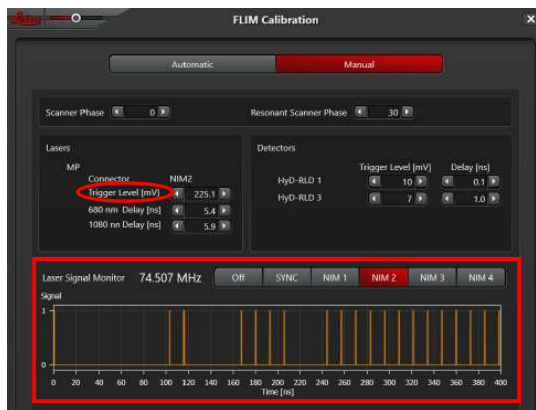 Leica FLIM Calibration x
Automatic Manual
Scanner Phase 0 Resonant Scanner Phase 30
Lasers
MP
Connector NIM2
Trigger Level [mV] 225.1
680 nm Delay [ns] 5.4
1080 nm Delay [ns] 5.9
Detectors
Trigger Level [mV] Delay [ns]
HyD-RLD 1 10 0.1
HyD-RLD 3 7 1.0
Laser Signal Monitor 74.507 MHz Off SYNC NIM 1 NIM 2 NIM 3 NIM 4
Signal
1
0
0 20 40 60 80 100 120 140 160 180 200 220 240 260 280 300 320 340 360 380 400
Time [ns]